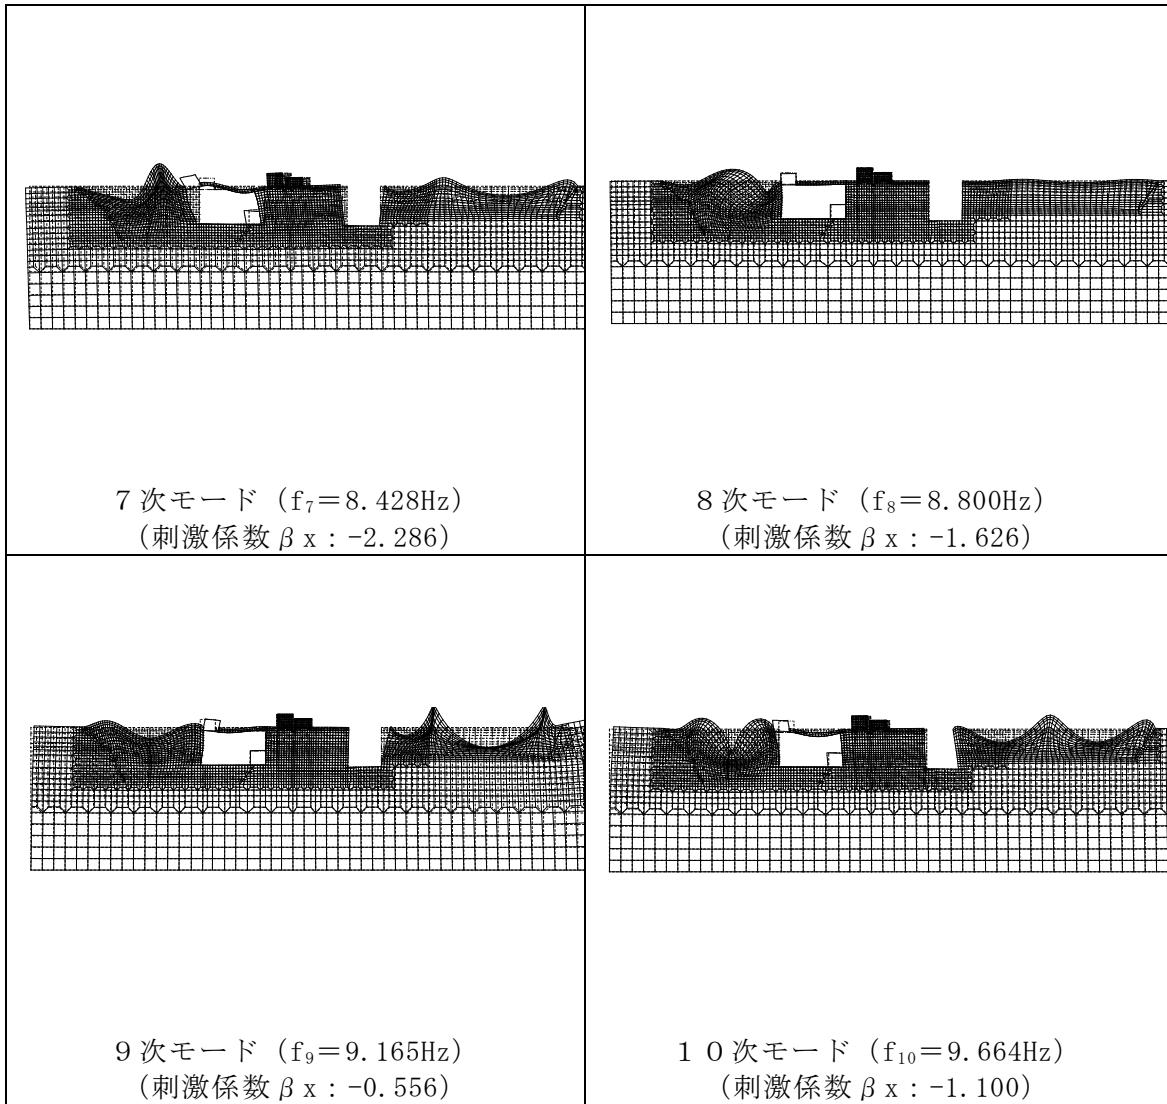 ７次モード（f₇＝8.428Hz）
（刺激係数βx：-2.286）
８次モード（f₈＝8.800Hz）
（刺激係数βx：-1.626）
９次モード（f₉＝9.165Hz）
（刺激係数βx：-0.556）
１０次モード（f₁₀＝9.664Hz）
（刺激係数βx：-1.100）